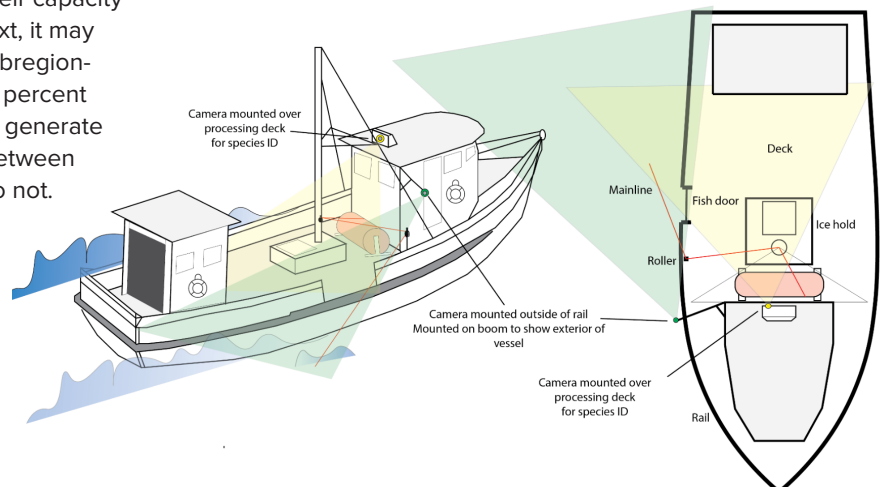 eir capacity
xt, it may
bregion-
percent
generate
etween
o not.
Camera mounted over
processing deck
for species ID
Mainline
Deck
Fish door
Ice hold
Roller
Camera mounted outside of rail
Mounted on boom to show exterior of
vessel
Camera mounted over
processing deck
for species ID
Rail